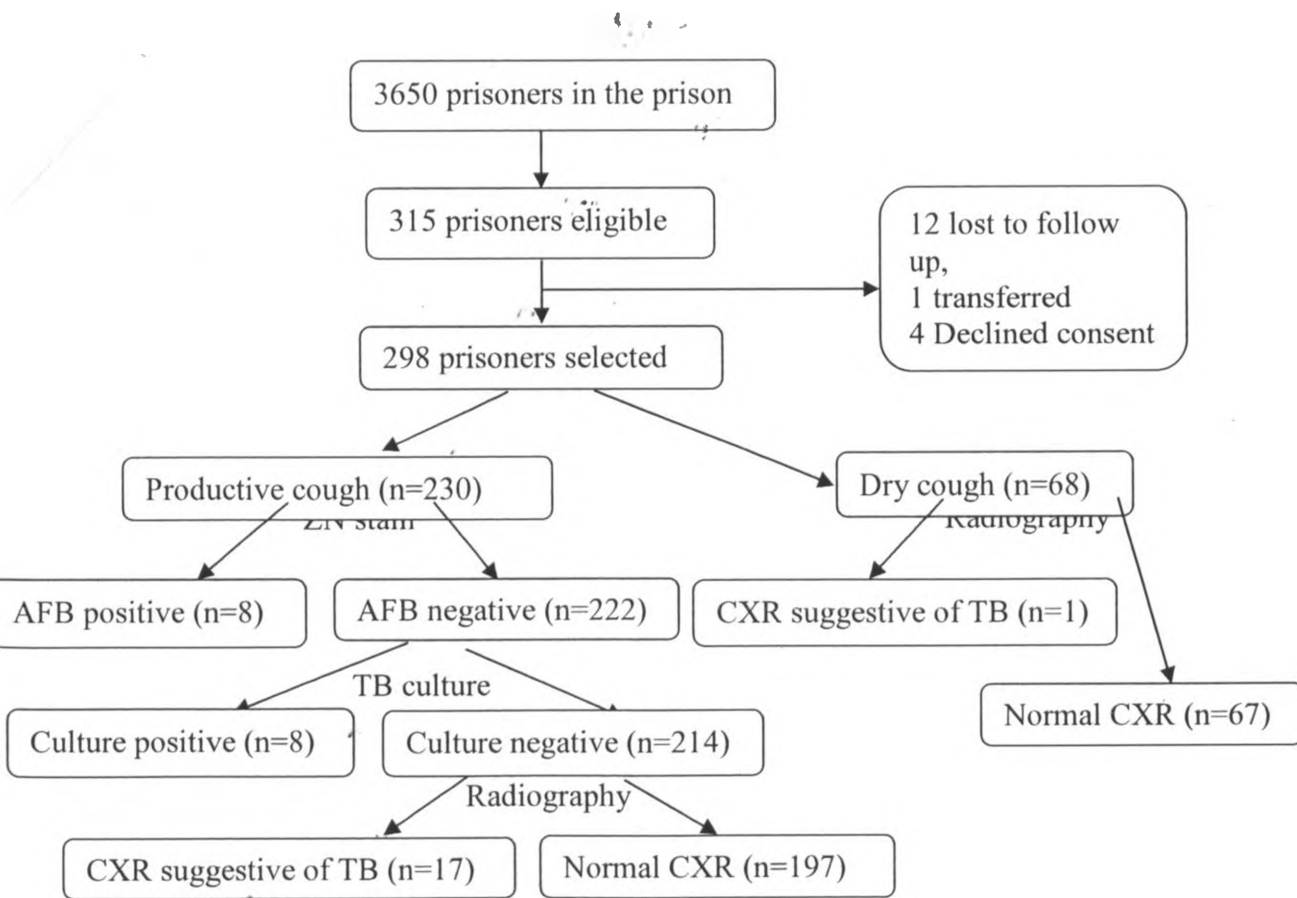 3650 prisoners in the prison
315 prisoners eligible
12 lost to follow
up,
1 transferred
4 Declined consent
298 prisoners selected
Productive cough (n=230)
Dry cough (n=68)
ZN stain
Radiography
AFB positive (n=8)
AFB negative (n=222)
CXR suggestive of TB (n=1)
TB culture
Normal CXR (n=67)
Culture positive (n=8)
Culture negative (n=214)
Radiography
CXR suggestive of TB (n=17)
Normal CXR (n=197)